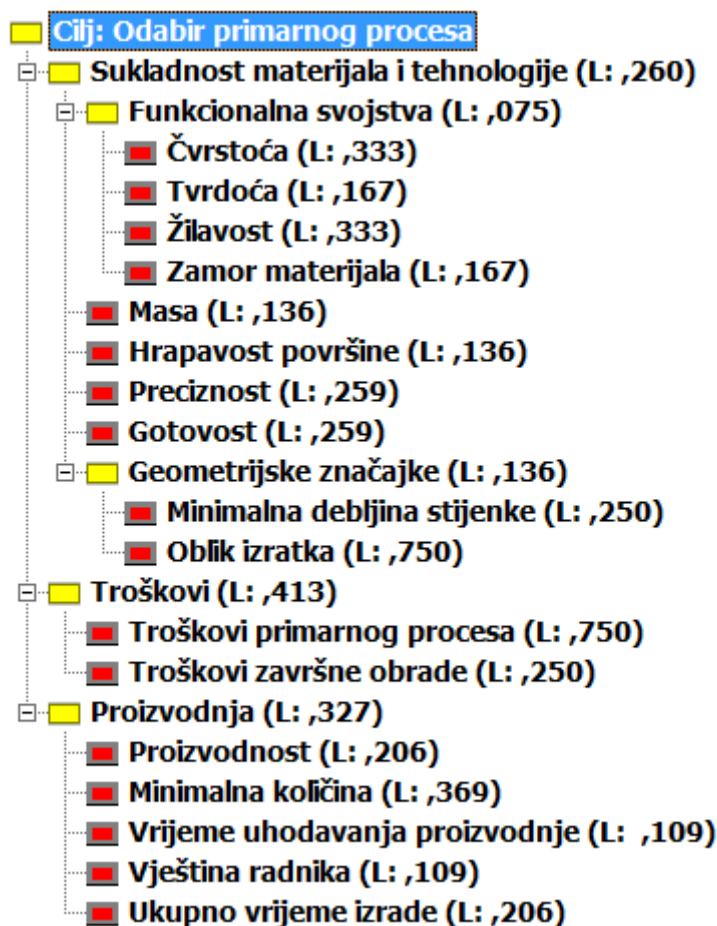 Cilj: Odabir primarnog procesa
Sukladnost materijala i tehnologije (L: ,260)
Funkcionalna svojstva (L: ,075)
Čvrstoća (L: ,333)
Tvrdoća (L: ,167)
Žilavost (L: ,333)
Zamor materijala (L: ,167)
Masa (L: ,136)
Hrapavost površine (L: ,136)
Preciznost (L: ,259)
Gotovost (L: ,259)
Geometrijske značajke (L: ,136)
Minimalna debljina stijenke (L: ,250)
Oblik izratka (L: ,750)
Troškovi (L: ,413)
Troškovi primarnog procesa (L: ,750)
Troškovi završne obrade (L: ,250)
Proizvodnja (L: ,327)
Proizvodnost (L: ,206)
Minimalna količina (L: ,369)
Vrijeme uhodavanja proizvodnje (L: ,109)
Vještina radnika (L: ,109)
Ukupno vrijeme izrade (L: ,206)